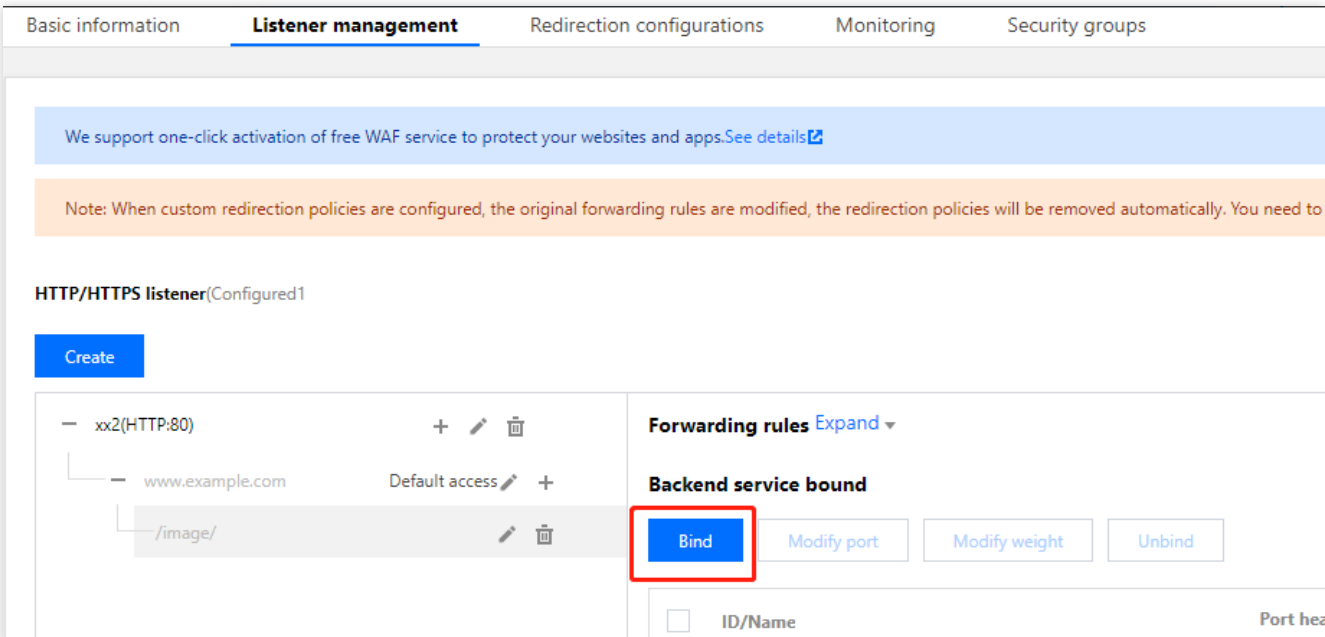 Basic information Listener management Redirection configurations Monitoring Security groups
We support one-click activation of free WAF service to protect your websites and apps.See details
Note: When custom redirection policies are configured, the original forwarding rules are modified, the redirection policies will be removed automatically. You need to
HTTP/HTTPS listener(Configured1
Create
xx2(HTTP:80)
www.example.com Default access
/image/
Forwarding rules Expand
Backend service bound
Bind Modify port Modify weight Unbind
ID/Name Port hea